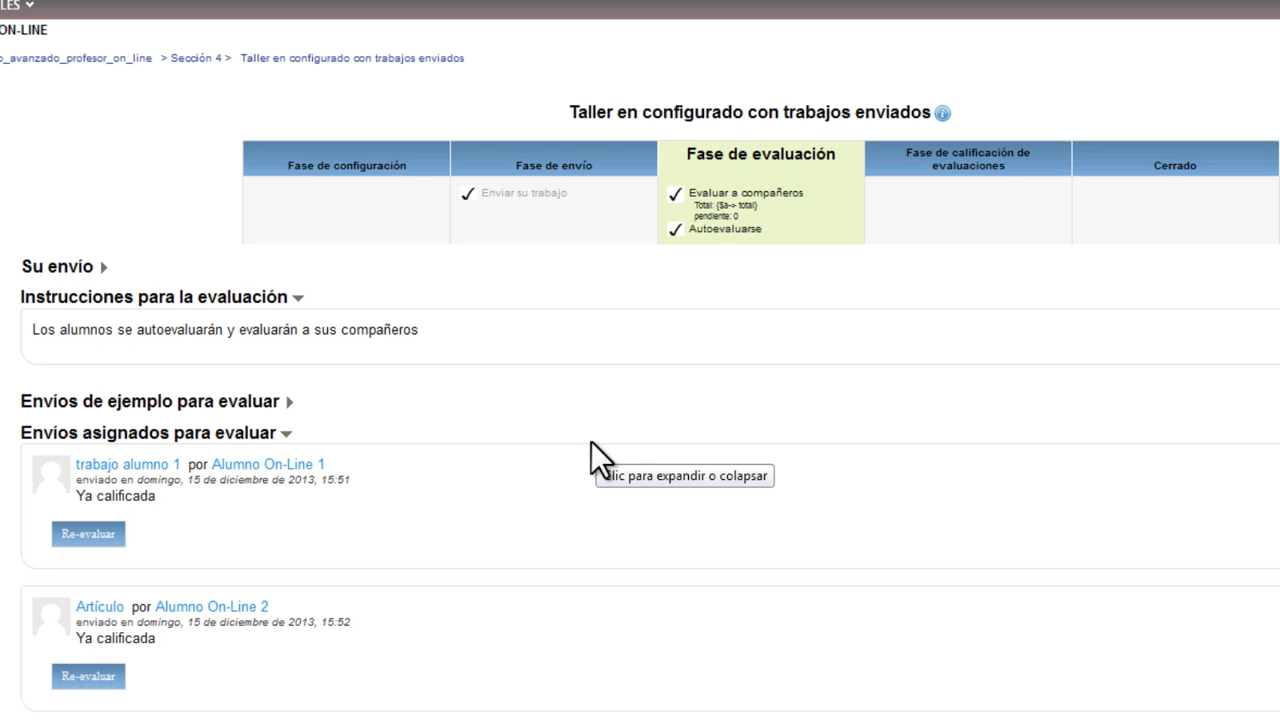 LES
ON-LINE
o_avanzado_profesor_on_line > Sección 4 > Taller en configurado con trabajos enviados
Taller en configurado con trabajos enviados
Fase de configuración
Fase de envío
Enviar su trabajo
Fase de evaluación
Evaluar a compañeros
Total: {$a-> total}
pendiente: 0
Autoevaluarse
Fase de calificación de
evaluaciones
Cerrado
Su envío
Instrucciones para la evaluación
Los alumnos se autoevaluarán y evaluarán a sus compañeros
Envíos de ejemplo para evaluar
Envíos asignados para evaluar
lic para expandir o colapsar
trabajo alumno 1 por Alumno On-Line 1
enviado en domingo, 15 de diciembre de 2013, 15:51
Ya calificada
Re-evaluar
Artículo por Alumno On-Line 2
enviado en domingo, 15 de diciembre de 2013, 15:52
Ya calificada
Re-evaluar